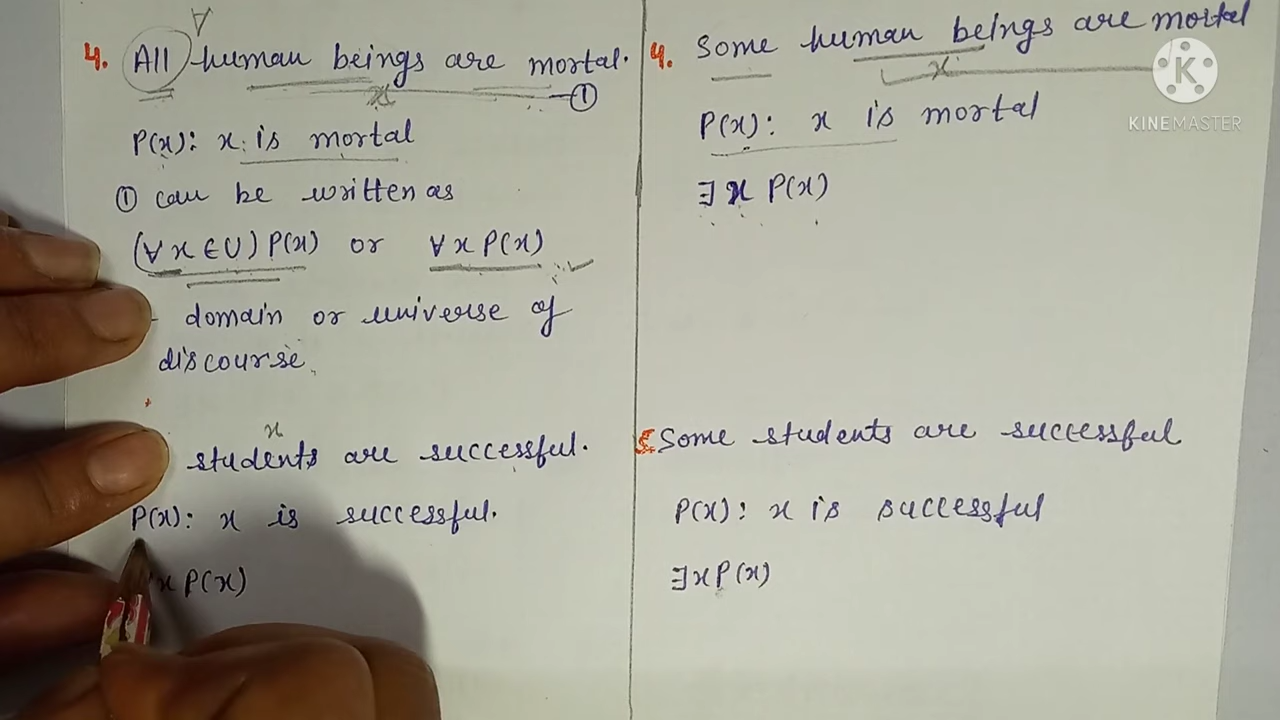 ∀
4. All human beings are mortal.
x ①
P(x): x is mortal
① can be written as
(∀ x ∈ U) P(x) or ∀ x P(x)
domain or universe of
discourse.
x
students are successful.
P(x): x is successful.
x P(x)
4. Some human beings are mortal
x
P(x): x is mortal
∃ x P(x)
Some students are successful
P(x): x is successful
∃ x P(x)
K
KINEMASTER